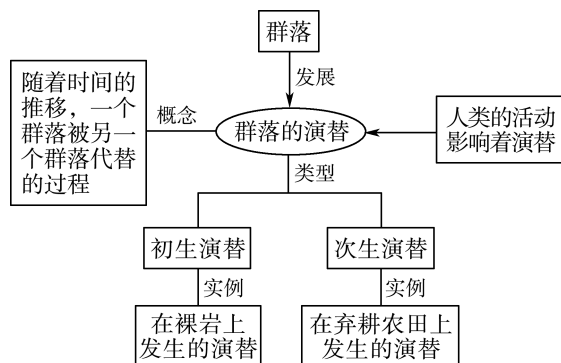 群落
发展
随着时间的
推移，一个
群落被另一
个群落代替
的过程
概念
群落的演替
人类的活动
影响着演替
类型
初生演替
次生演替
实例
实例
在裸岩上
发生的演替
在弃耕农田上
发生的演替